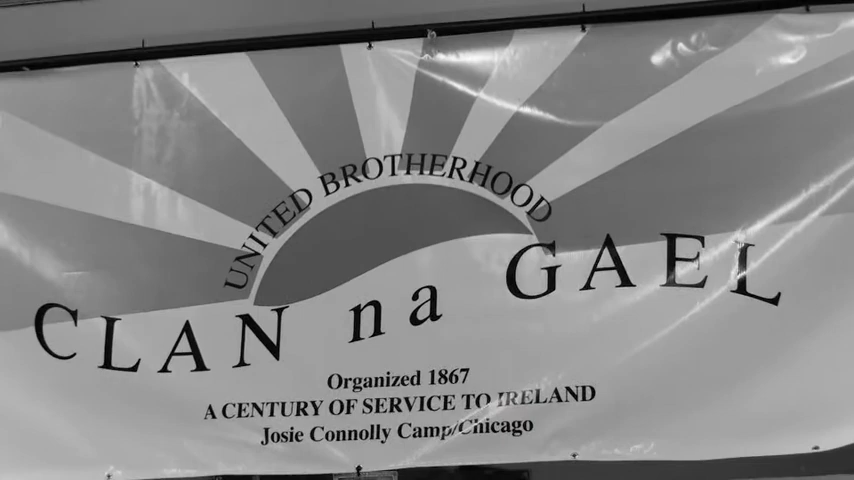 UNITED BROTHERHOOD
CLAN na GAEL
Organized 1867
A CENTURY OF SERVICE TO IRELAND
Josie Connolly Camp/Chicago